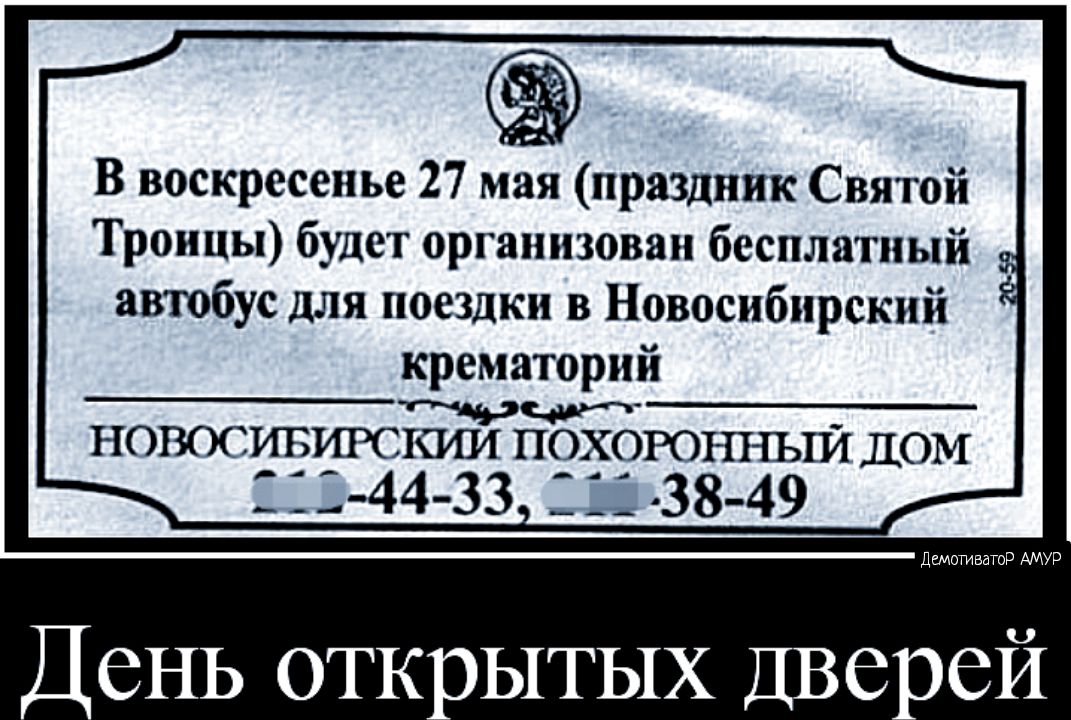 В воскресенье 27 мая (праздник Святой
Троицы) будет организован бесплатный
автобус для поездки в Новосибирский
крематорий
20-59
НОВОСИБИРСКИЙ ПОХОРОННЫЙ ДОМ
-44-33, -38-49
ДемотиватоР АМУР
День открытых дверей